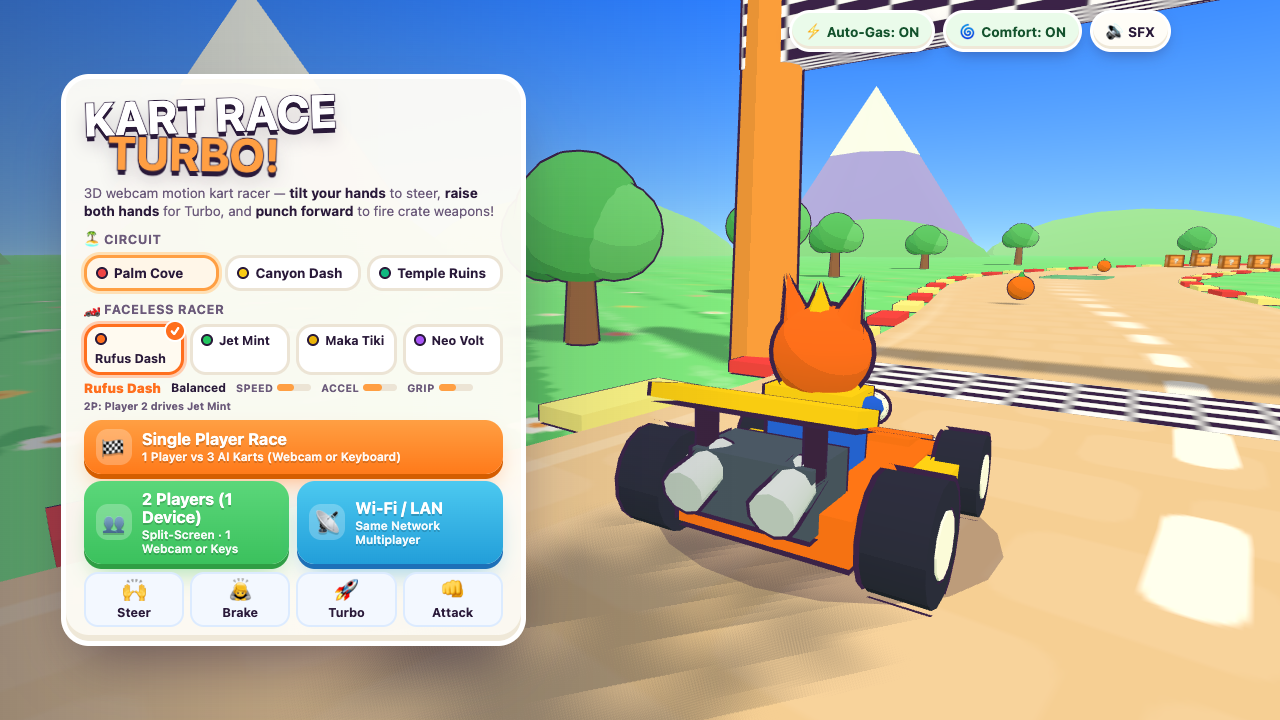 Auto-Gas: ON
Comfort: ON
SFX
KART RACE
TURBO!
3D webcam motion kart racer — tilt your hands to steer, raise
both hands for Turbo, and punch forward to fire crate weapons!
CIRCUIT
Palm Cove
Canyon Dash
Temple Ruins
FACELESS RACER
Rufus Dash
Jet Mint
Maka Tiki
Neo Volt
Rufus Dash Balanced SPEED ACCEL GRIP
2P: Player 2 drives Jet Mint
Single Player Race
1 Player vs 3 AI Karts (Webcam or Keyboard)
2 Players (1
Device)
Split-Screen · 1
Webcam or Keys
Wi-Fi / LAN
Same Network
Multiplayer
Steer
Brake
Turbo
Attack